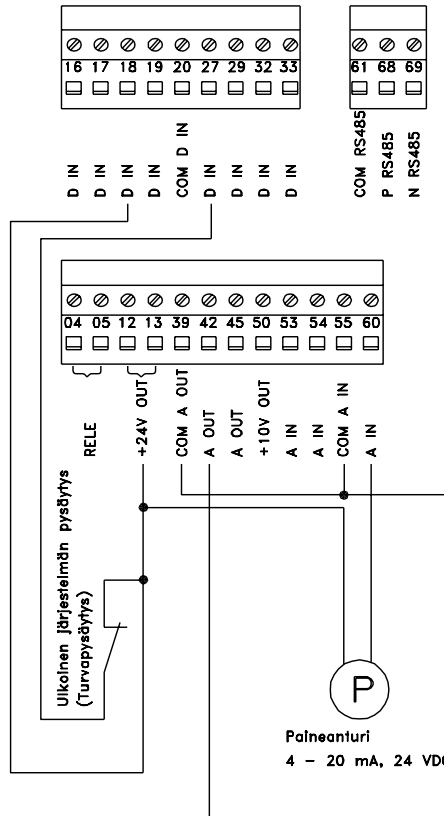 16 17 18 19 20 27 29 32 33
61 68 69
D IN
D IN
D IN
D IN
COM D IN
D IN
D IN
D IN
D IN
COM RS485
P RS485
N RS485
04 05 12 13 39 42 45 50 53 54 55 60
RELE
+24V OUT
COM A OUT
A OUT
A OUT
+10V OUT
A IN
A IN
COM A IN
A IN
Ulkoinen järjestelmän pysäytys
(Turvapysäytys)
P
Paineanturi
4 – 20 mA, 24 VDC